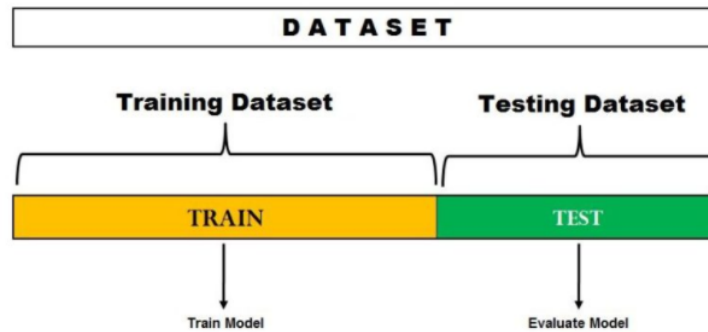 DATASET
Training Dataset
Testing Dataset
TRAIN
TEST
Train Model
Evaluate Model